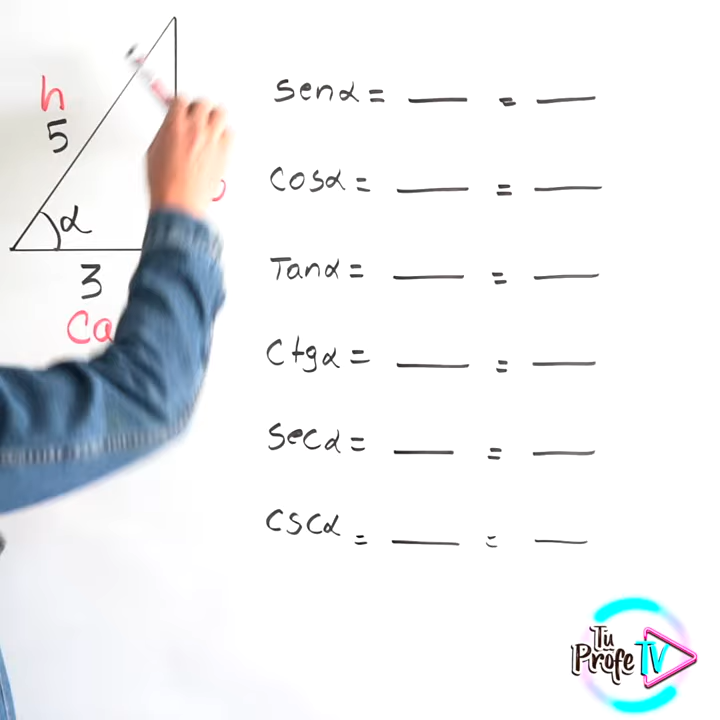 h
5
α
3
Ca
Senα = ___ = ___
Cosα = ___ = ___
Tanα = ___ = ___
Ctgα = ___ = ___
Secα = ___ = ___
Cscα = ___ = ___
Tu
Profe TV